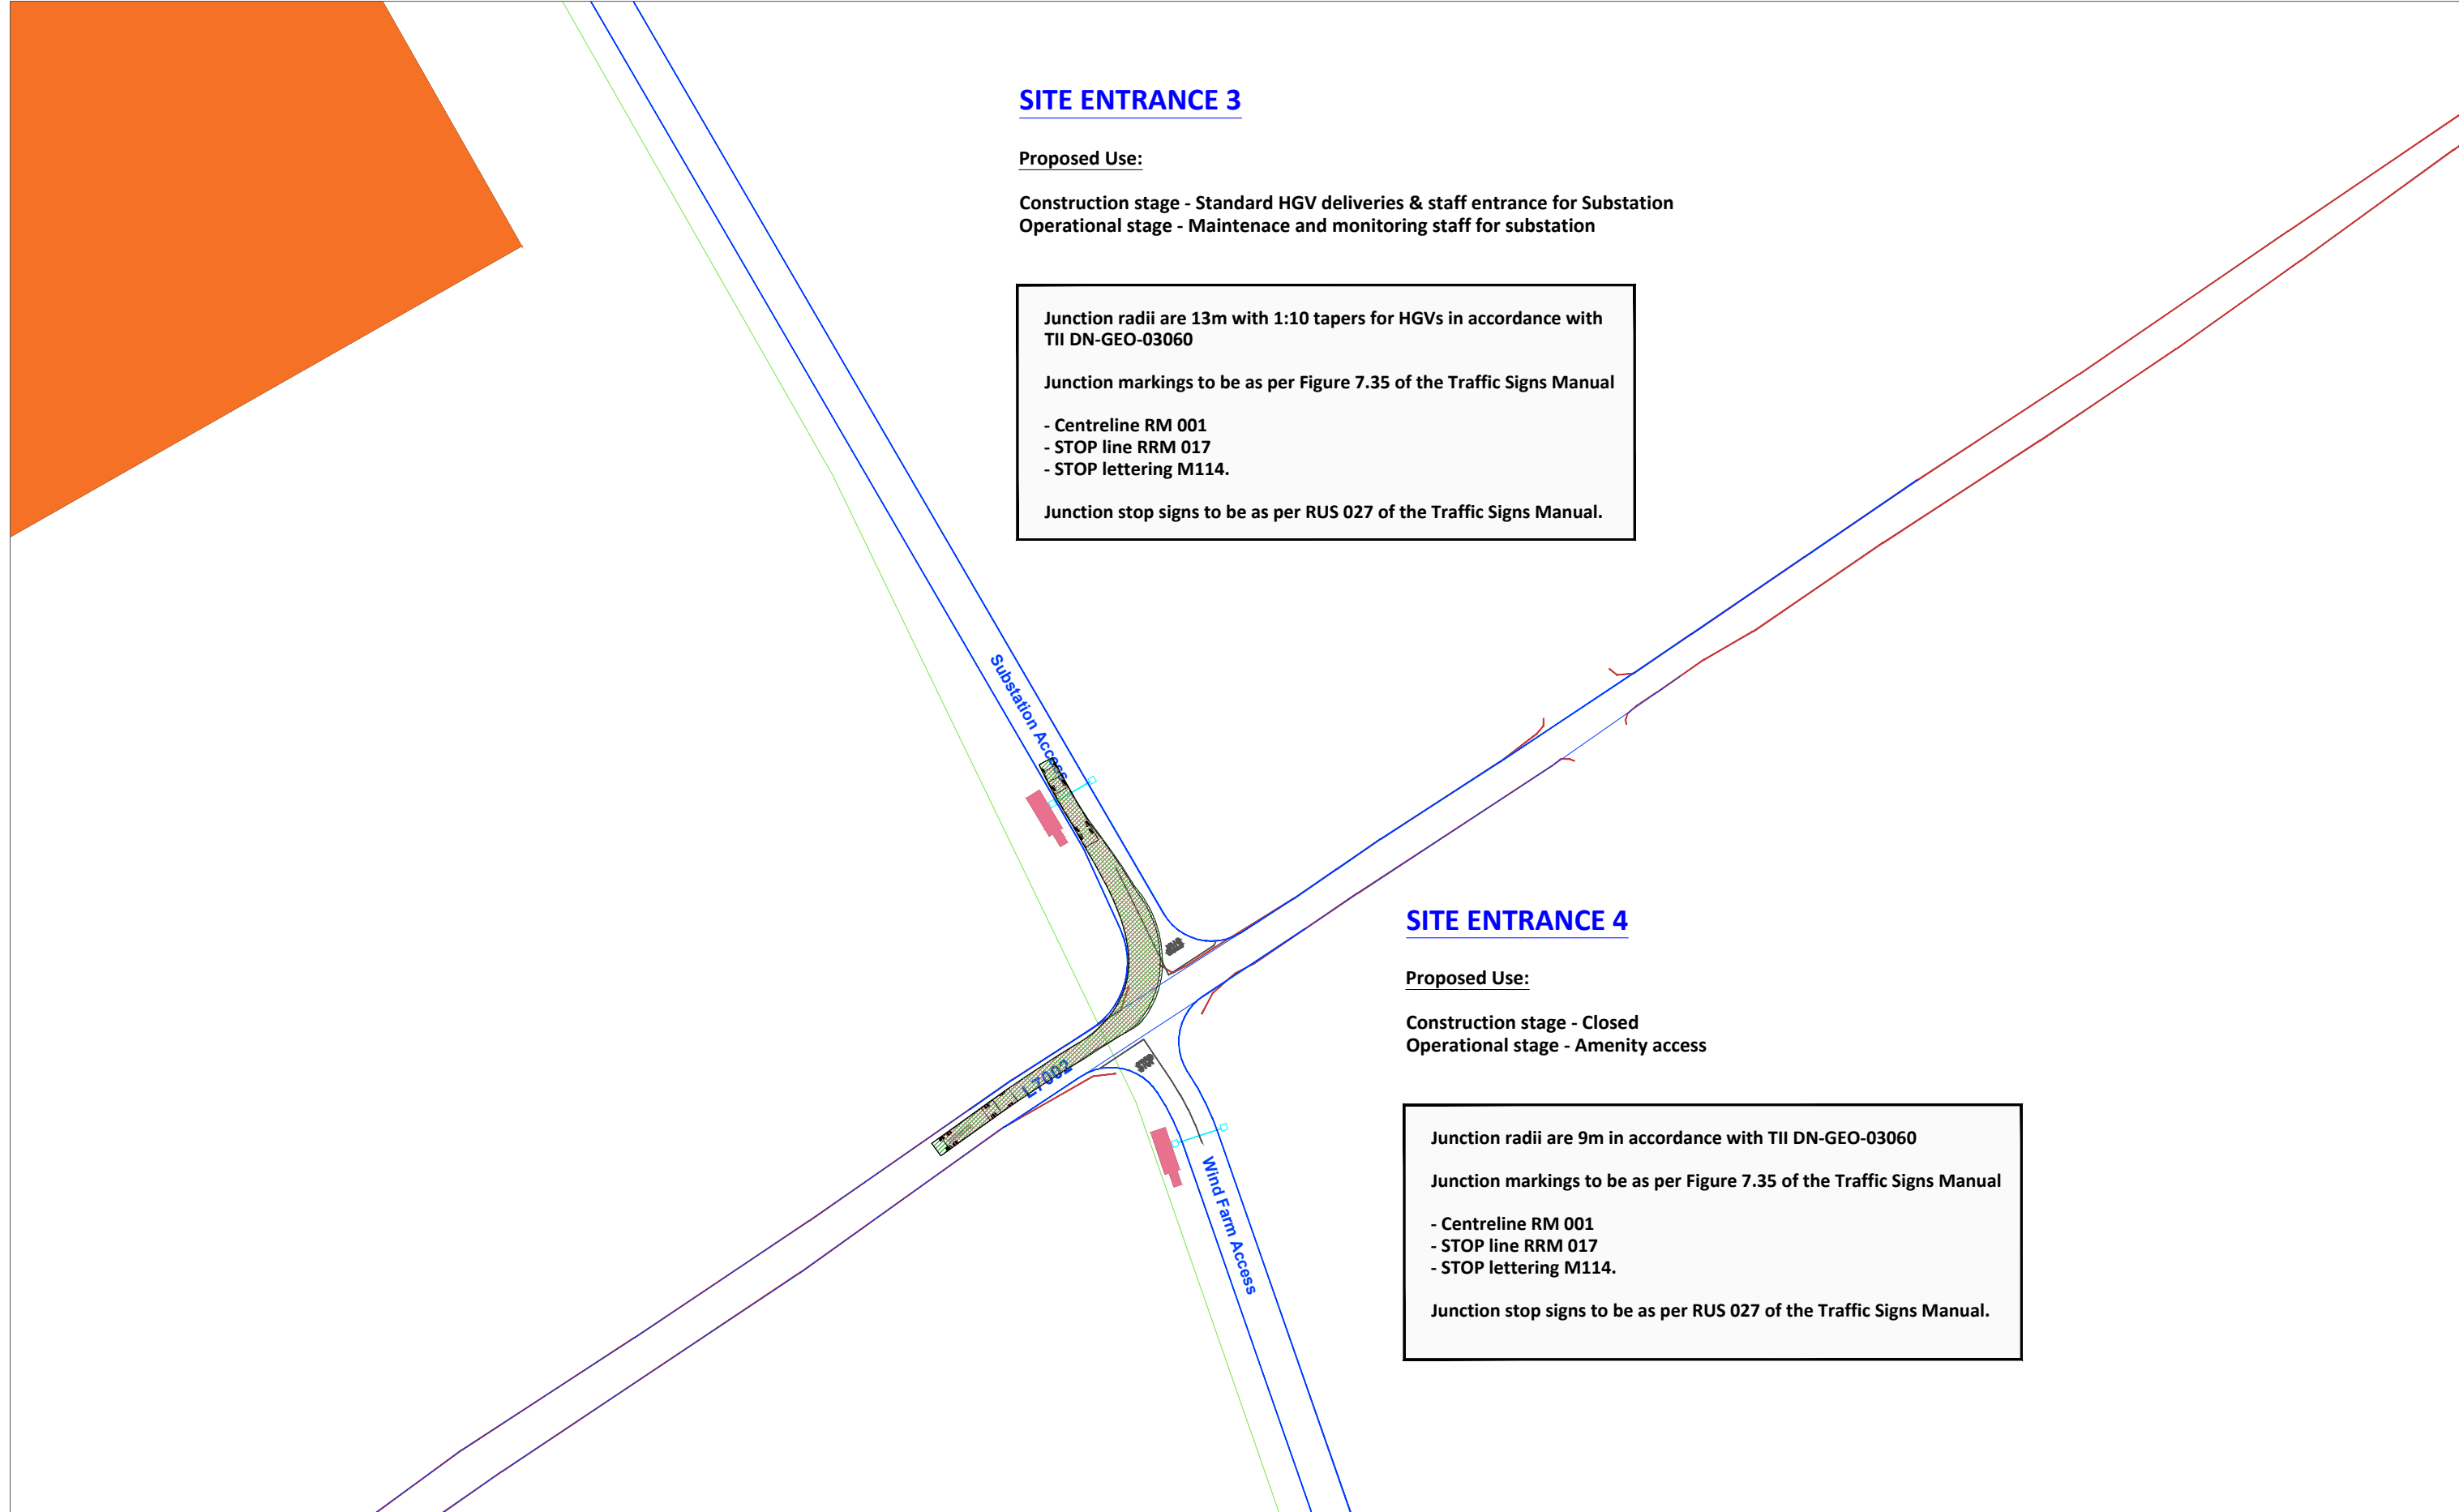 SITE ENTRANCE 3
Proposed Use:
Construction stage - Standard HGV deliveries & staff entrance for Substation
Operational stage - Maintenace and monitoring staff for substation
Junction radii are 13m with 1:10 tapers for HGVs in accordance with
TII DN-GEO-03060
Junction markings to be as per Figure 7.35 of the Traffic Signs Manual
- Centreline RM 001
- STOP line RRM 017
- STOP lettering M114.
Junction stop signs to be as per RUS 027 of the Traffic Signs Manual.
Substation Access
SITE ENTRANCE 4
Proposed Use:
Construction stage - Closed
Operational stage - Amenity access
L7002
STOP
Wind Farm Access
Junction radii are 9m in accordance with TII DN-GEO-03060
Junction markings to be as per Figure 7.35 of the Traffic Signs Manual
- Centreline RM 001
- STOP line RRM 017
- STOP lettering M114.
Junction stop signs to be as per RUS 027 of the Traffic Signs Manual.